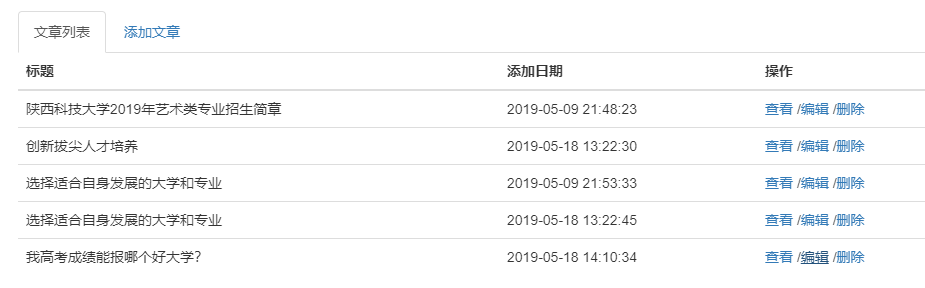 文章列表 添加文章
标题 添加日期 操作
陕西科技大学2019年艺术类专业招生简章 2019-05-09 21:48:23 查看 /编辑 /删除
创新拔尖人才培养 2019-05-18 13:22:30 查看 /编辑 /删除
选择适合自身发展的大学和专业 2019-05-09 21:53:33 查看 /编辑 /删除
选择适合自身发展的大学和专业 2019-05-18 13:22:45 查看 /编辑 /删除
我高考成绩能报哪个好大学? 2019-05-18 14:10:34 查看 /编辑 /删除